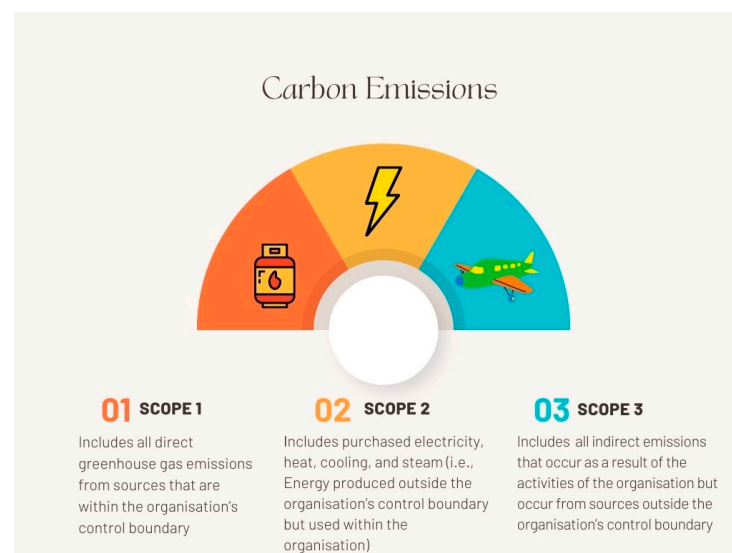 Carbon Emissions
01 SCOPE 1
Includes all direct
greenhouse gas emissions
from sources that are
within the organisation's
control boundary
02 SCOPE 2
Includes purchased electricity,
heat, cooling, and steam (i.e.,
Energy produced outside the
organisation's control boundary
but used within the
organisation)
03 SCOPE 3
Includes all indirect emissions
that occur as a result of the
activities of the organisation but
occur from sources outside the
organisation's control boundary